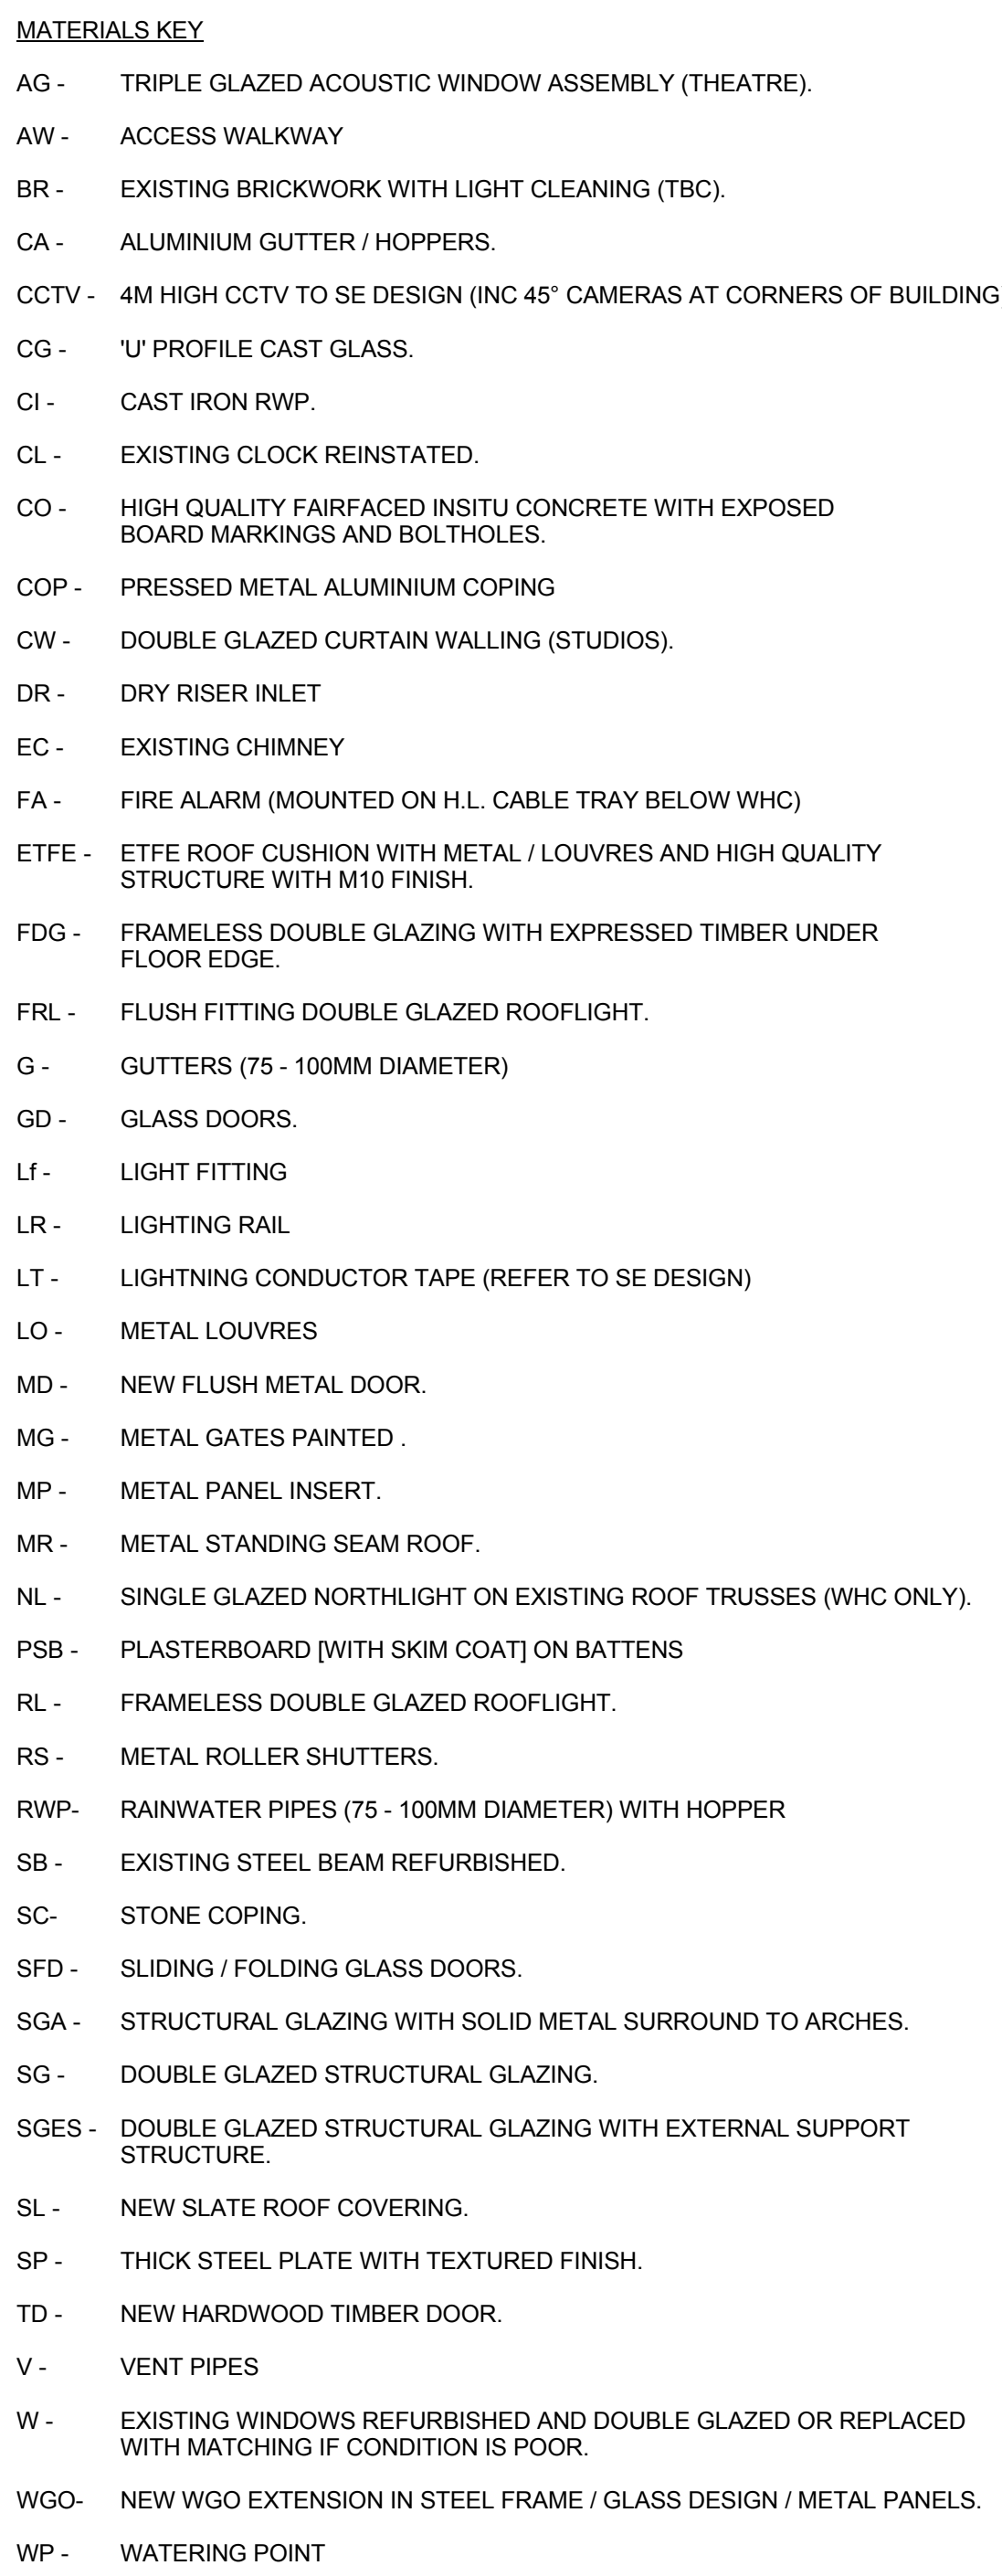 MATERIALS KEY
AG - TRIPLE GLAZED ACOUSTIC WINDOW ASSEMBLY (THEATRE).
AW - ACCESS WALKWAY
BR - EXISTING BRICKWORK WITH LIGHT CLEANING (TBC).
CA - ALUMINIUM GUTTER / HOPPERS.
CCTV - 4M HIGH CCTV TO SE DESIGN (INC 45° CAMERAS AT CORNERS OF BUILDING)
CG - 'U' PROFILE CAST GLASS.
CI - CAST IRON RWP.
CL - EXISTING CLOCK REINSTATED.
CO - HIGH QUALITY FAIRFACED INSITU CONCRETE WITH EXPOSED
BOARD MARKINGS AND BOLTHOLES.
COP - PRESSED METAL ALUMINIUM COPING
CW - DOUBLE GLAZED CURTAIN WALLING (STUDIOS).
DR - DRY RISER INLET
EC - EXISTING CHIMNEY
FA - FIRE ALARM (MOUNTED ON H.L. CABLE TRAY BELOW WHC)
ETFE - ETFE ROOF CUSHION WITH METAL / LOUVRES AND HIGH QUALITY
STRUCTURE WITH M10 FINISH.
FDG - FRAMELESS DOUBLE GLAZING WITH EXPRESSED TIMBER UNDER
FLOOR EDGE.
FRL - FLUSH FITTING DOUBLE GLAZED ROOFLIGHT.
G - GUTTERS (75 - 100MM DIAMETER)
GD - GLASS DOORS.
Lf - LIGHT FITTING
LR - LIGHTING RAIL
LT - LIGHTNING CONDUCTOR TAPE (REFER TO SE DESIGN)
LO - METAL LOUVRES
MD - NEW FLUSH METAL DOOR.
MG - METAL GATES PAINTED .
MP - METAL PANEL INSERT.
MR - METAL STANDING SEAM ROOF.
NL - SINGLE GLAZED NORTHLIGHT ON EXISTING ROOF TRUSSES (WHC ONLY).
PSB - PLASTERBOARD [WITH SKIM COAT] ON BATTENS
RL - FRAMELESS DOUBLE GLAZED ROOFLIGHT.
RS - METAL ROLLER SHUTTERS.
RWP- RAINWATER PIPES (75 - 100MM DIAMETER) WITH HOPPER
SB - EXISTING STEEL BEAM REFURBISHED.
SC- STONE COPING.
SFD - SLIDING / FOLDING GLASS DOORS.
SGA - STRUCTURAL GLAZING WITH SOLID METAL SURROUND TO ARCHES.
SG - DOUBLE GLAZED STRUCTURAL GLAZING.
SGES - DOUBLE GLAZED STRUCTURAL GLAZING WITH EXTERNAL SUPPORT
STRUCTURE.
SL - NEW SLATE ROOF COVERING.
SP - THICK STEEL PLATE WITH TEXTURED FINISH.
TD - NEW HARDWOOD TIMBER DOOR.
V - VENT PIPES
W - EXISTING WINDOWS REFURBISHED AND DOUBLE GLAZED OR REPLACED
WITH MATCHING IF CONDITION IS POOR.
WGO- NEW WGO EXTENSION IN STEEL FRAME / GLASS DESIGN / METAL PANELS.
WP - WATERING POINT